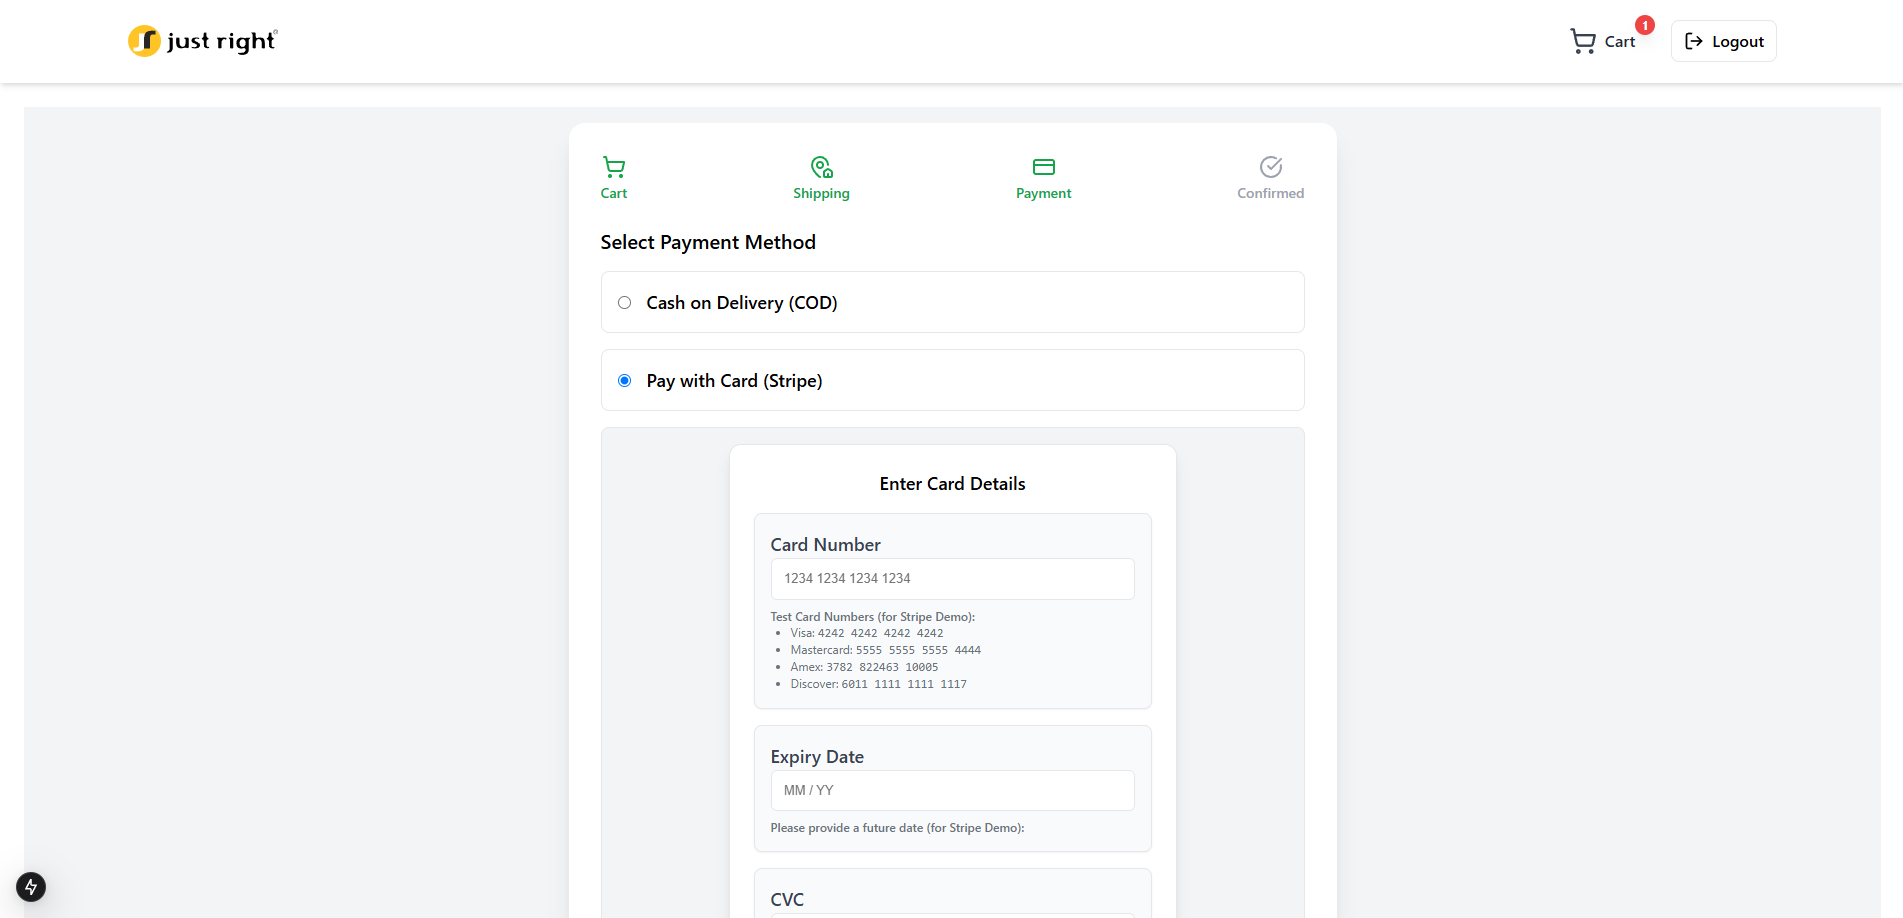 just right
Cart
1
Logout
Cart
Shipping
Payment
Confirmed
Select Payment Method
Cash on Delivery (COD)
Pay with Card (Stripe)
Enter Card Details
Card Number
1234 1234 1234 1234
Test Card Numbers (for Stripe Demo):
• Visa: 4242 4242 4242 4242
• Mastercard: 5555 5555 5555 4444
• Amex: 3782 822463 10005
• Discover: 6011 1111 1111 1117
Expiry Date
MM / YY
Please provide a future date (for Stripe Demo):
CVC